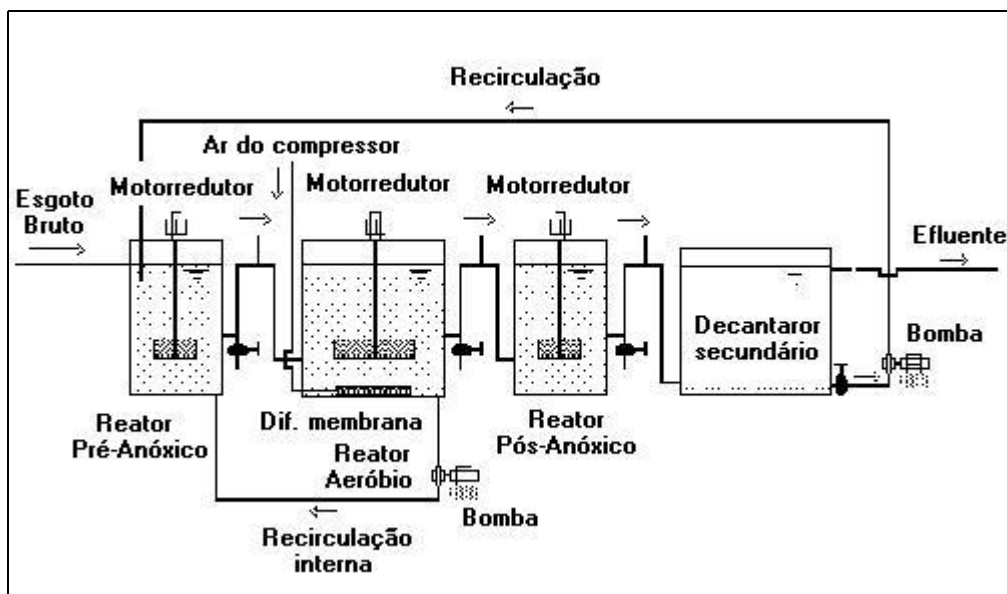 Recirculação
Ar do compressor
Motorredutor
Motorredutor
Motorredutor
Esgoto
Bruto
Efluente
Decantaror
secundário
Bomba
Reator
Pré-Anóxico
Dif. membrana
Reator
Aeróbio
Reator
Pós-Anóxico
Bomba
Recirculação
interna